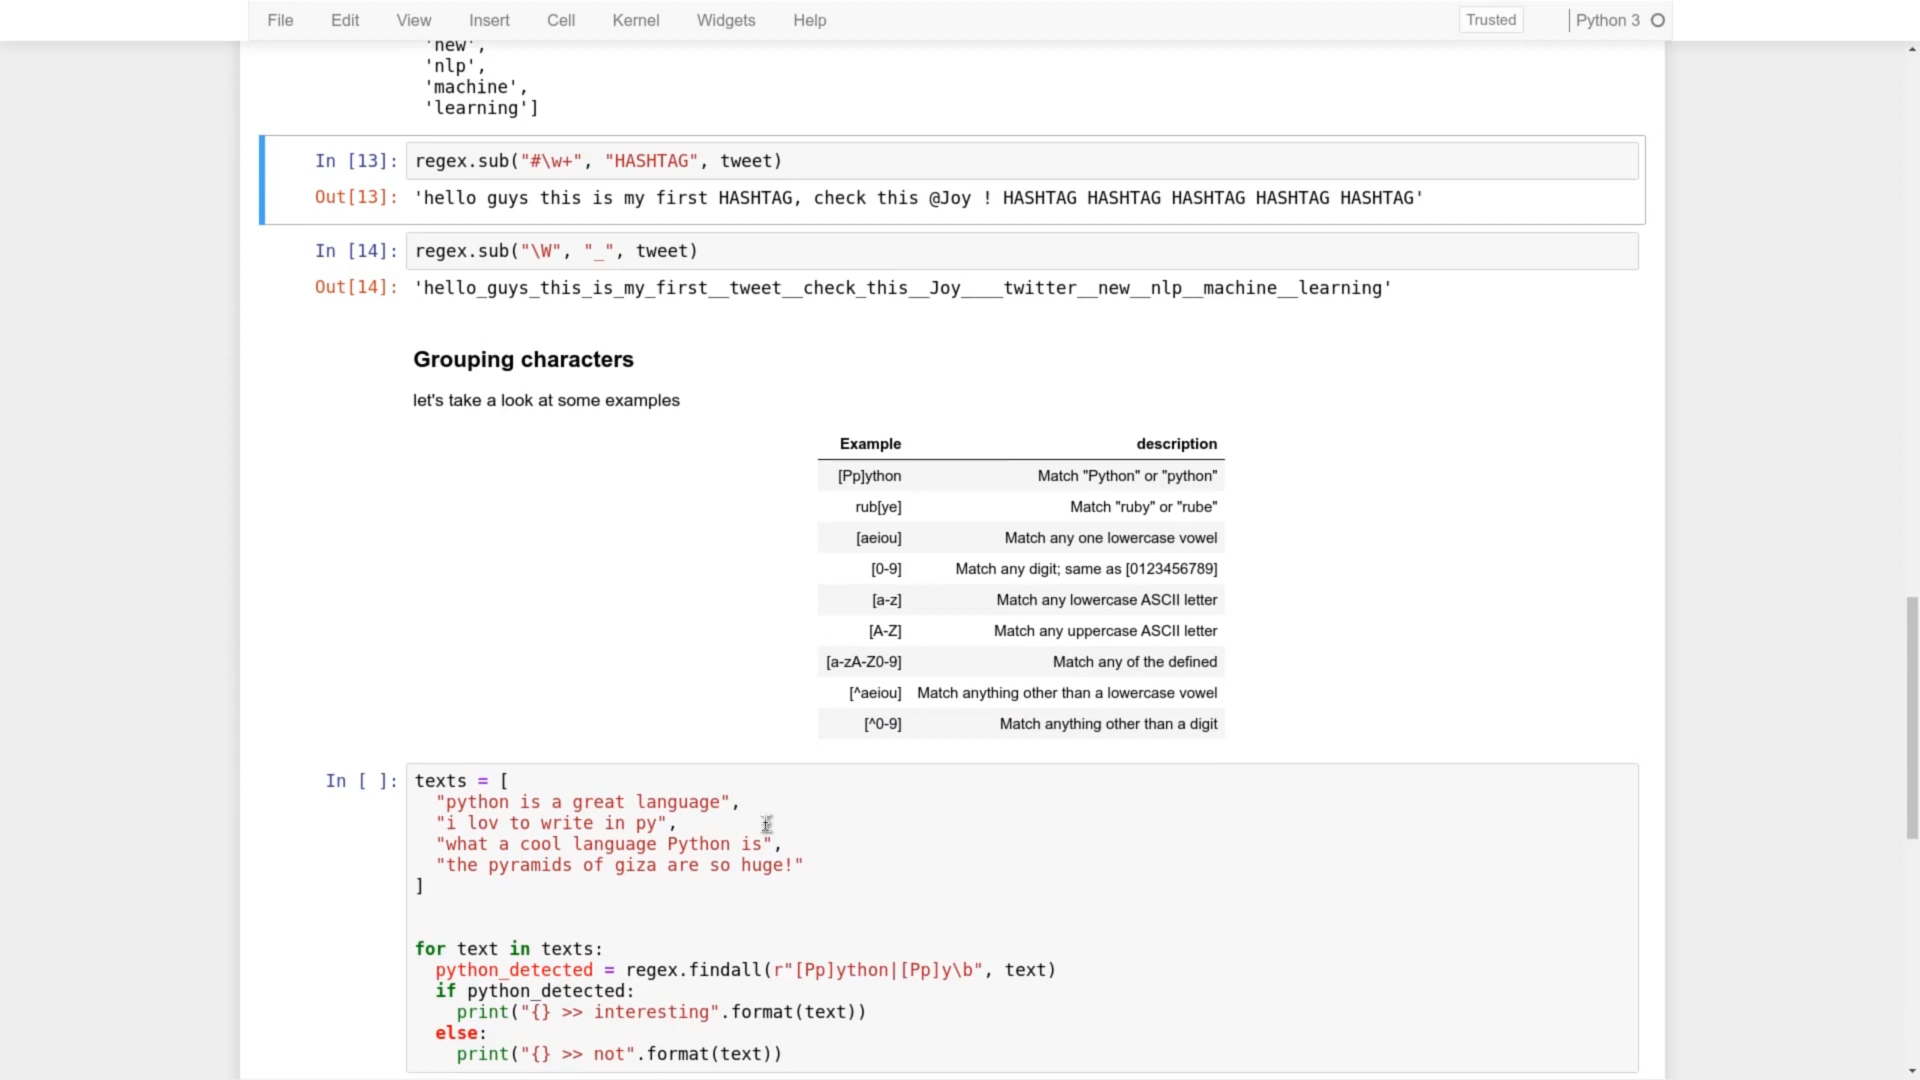 File Edit View Insert Cell Kernel Widgets Help Trusted Python 3
'new',
'nlp',
'machine',
'learning']
In [13]: regex.sub("#\w+", "HASHTAG", tweet)
Out[13]: 'hello guys this is my first HASHTAG, check this @Joy ! HASHTAG HASHTAG HASHTAG HASHTAG HASHTAG'
In [14]: regex.sub("\W", "_", tweet)
Out[14]: 'hello_guys_this_is_my_first__tweet__check_this__Joy____twitter__new__nlp__machine__learning'
Grouping characters
let's take a look at some examples
Example description
[Pp]ython Match "Python" or "python"
rub[ye] Match "ruby" or "rube"
[aeiou] Match any one lowercase vowel
[0-9] Match any digit; same as [0123456789]
[a-z] Match any lowercase ASCII letter
[A-Z] Match any uppercase ASCII letter
[a-zA-Z0-9] Match any of the defined
[^aeiou] Match anything other than a lowercase vowel
[^0-9] Match anything other than a digit
In [ ]: texts = [
"python is a great language",
"i lov to write in py",
"what a cool language Python is",
"the pyramids of giza are so huge!"
]
for text in texts:
python_detected = regex.findall(r"[Pp]ython|[Pp]y\b", text)
if python_detected:
print("{} >> interesting".format(text))
else:
print("{} >> not".format(text))